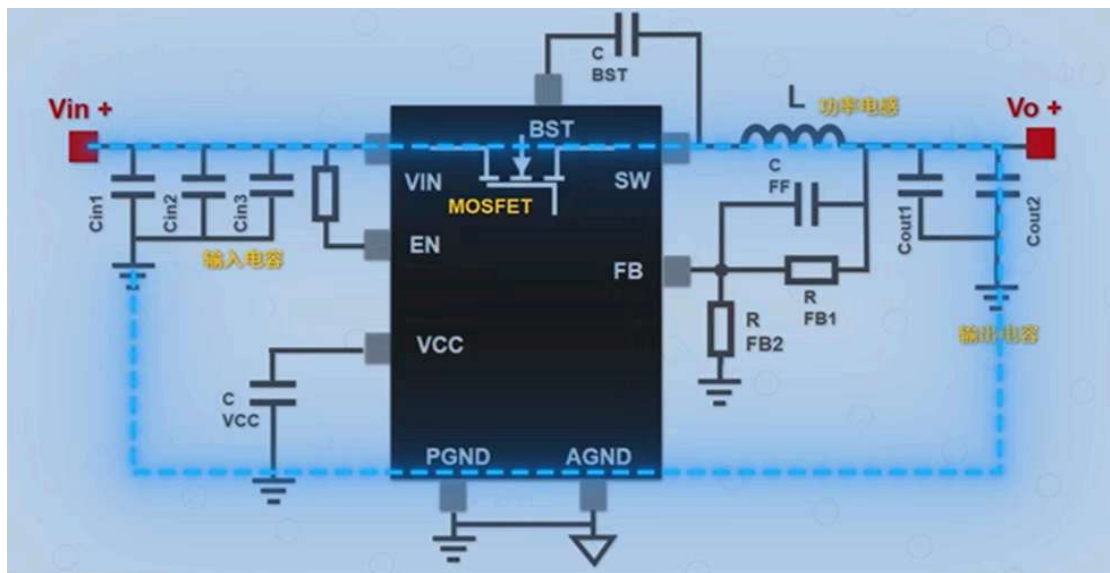 C
BST
Vin +
L
功率电感
Vo +
BST
VIN
SW
MOSFET
C
FF
Cin1
Cin2
Cin3
输入电容
EN
FB
Cout1
Cout2
R
FB1
R
FB2
输出电容
VCC
C
VCC
PGND
AGND